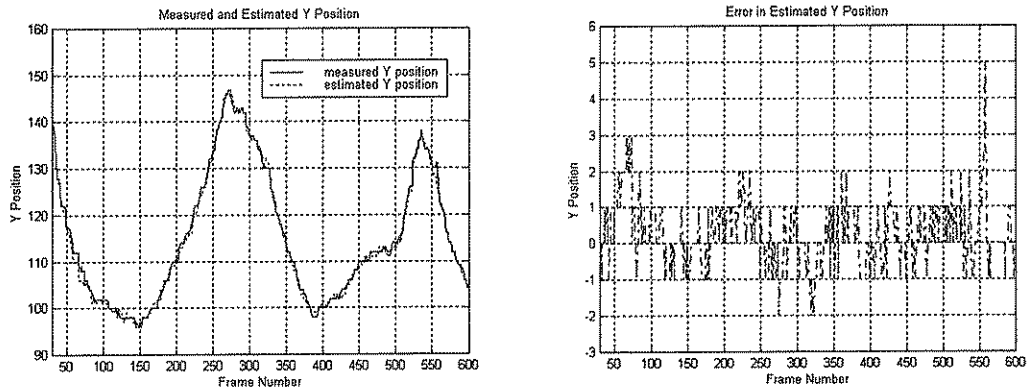 Measured and Estimated Y Position
160
150
140
130
120
110
100
90
Y Position
measured Y position
estimated Y position
50 100 150 200 250 300 350 400 450 500 550 600
Frame Number
Error in Estimated Y Position
6
5
4
3
2
1
0
-1
-2
-3
Y Position
50 100 150 200 250 300 350 400 450 500 550 600
Frame Number